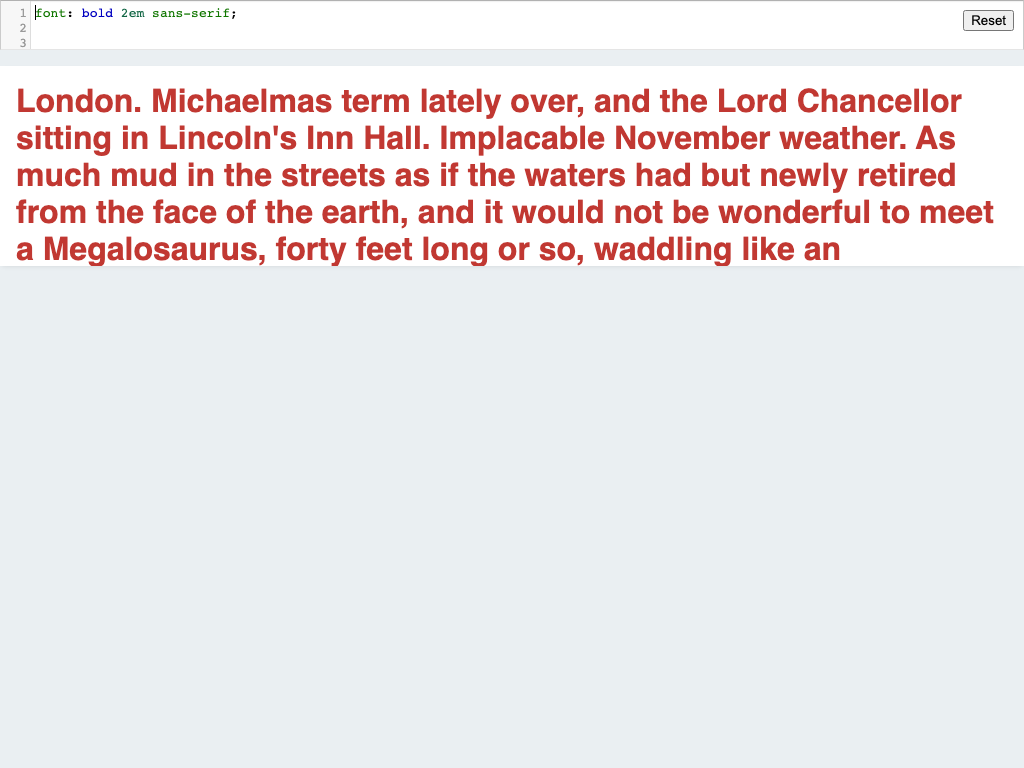 1 font: bold 2em sans-serif;
2
3
Reset
London. Michaelmas term lately over, and the Lord Chancellor
sitting in Lincoln's Inn Hall. Implacable November weather. As
much mud in the streets as if the waters had but newly retired
from the face of the earth, and it would not be wonderful to meet
a Megalosaurus, forty feet long or so, waddling like an